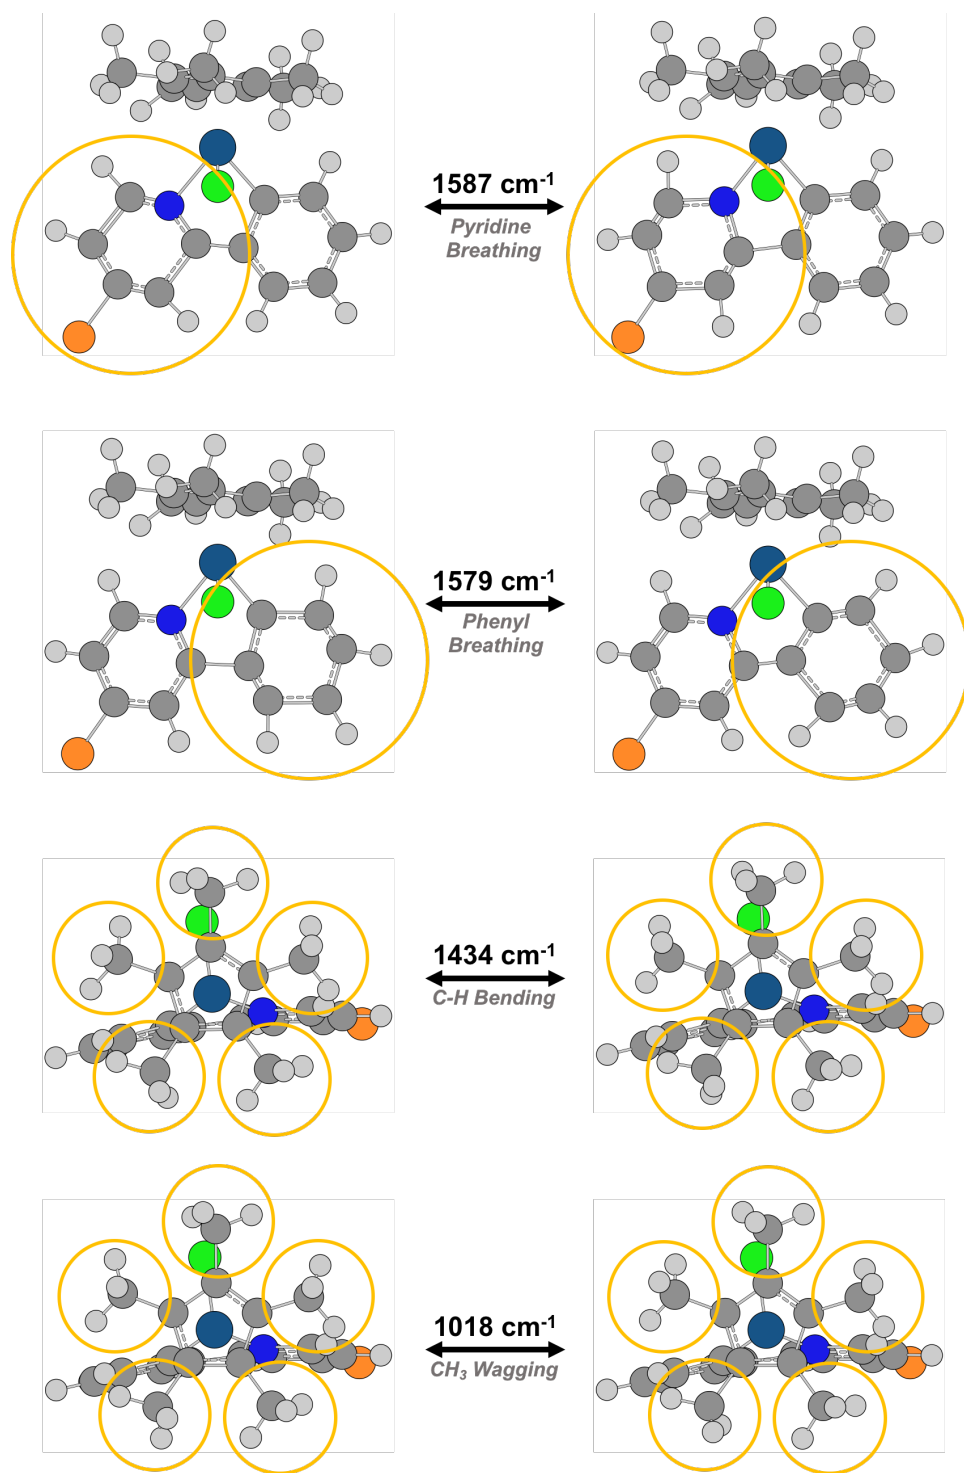 1587 cm⁻¹
Pyridine
Breathing
1579 cm⁻¹
Phenyl
Breathing
1434 cm⁻¹
C-H Bending
1018 cm⁻¹
CH₃ Wagging